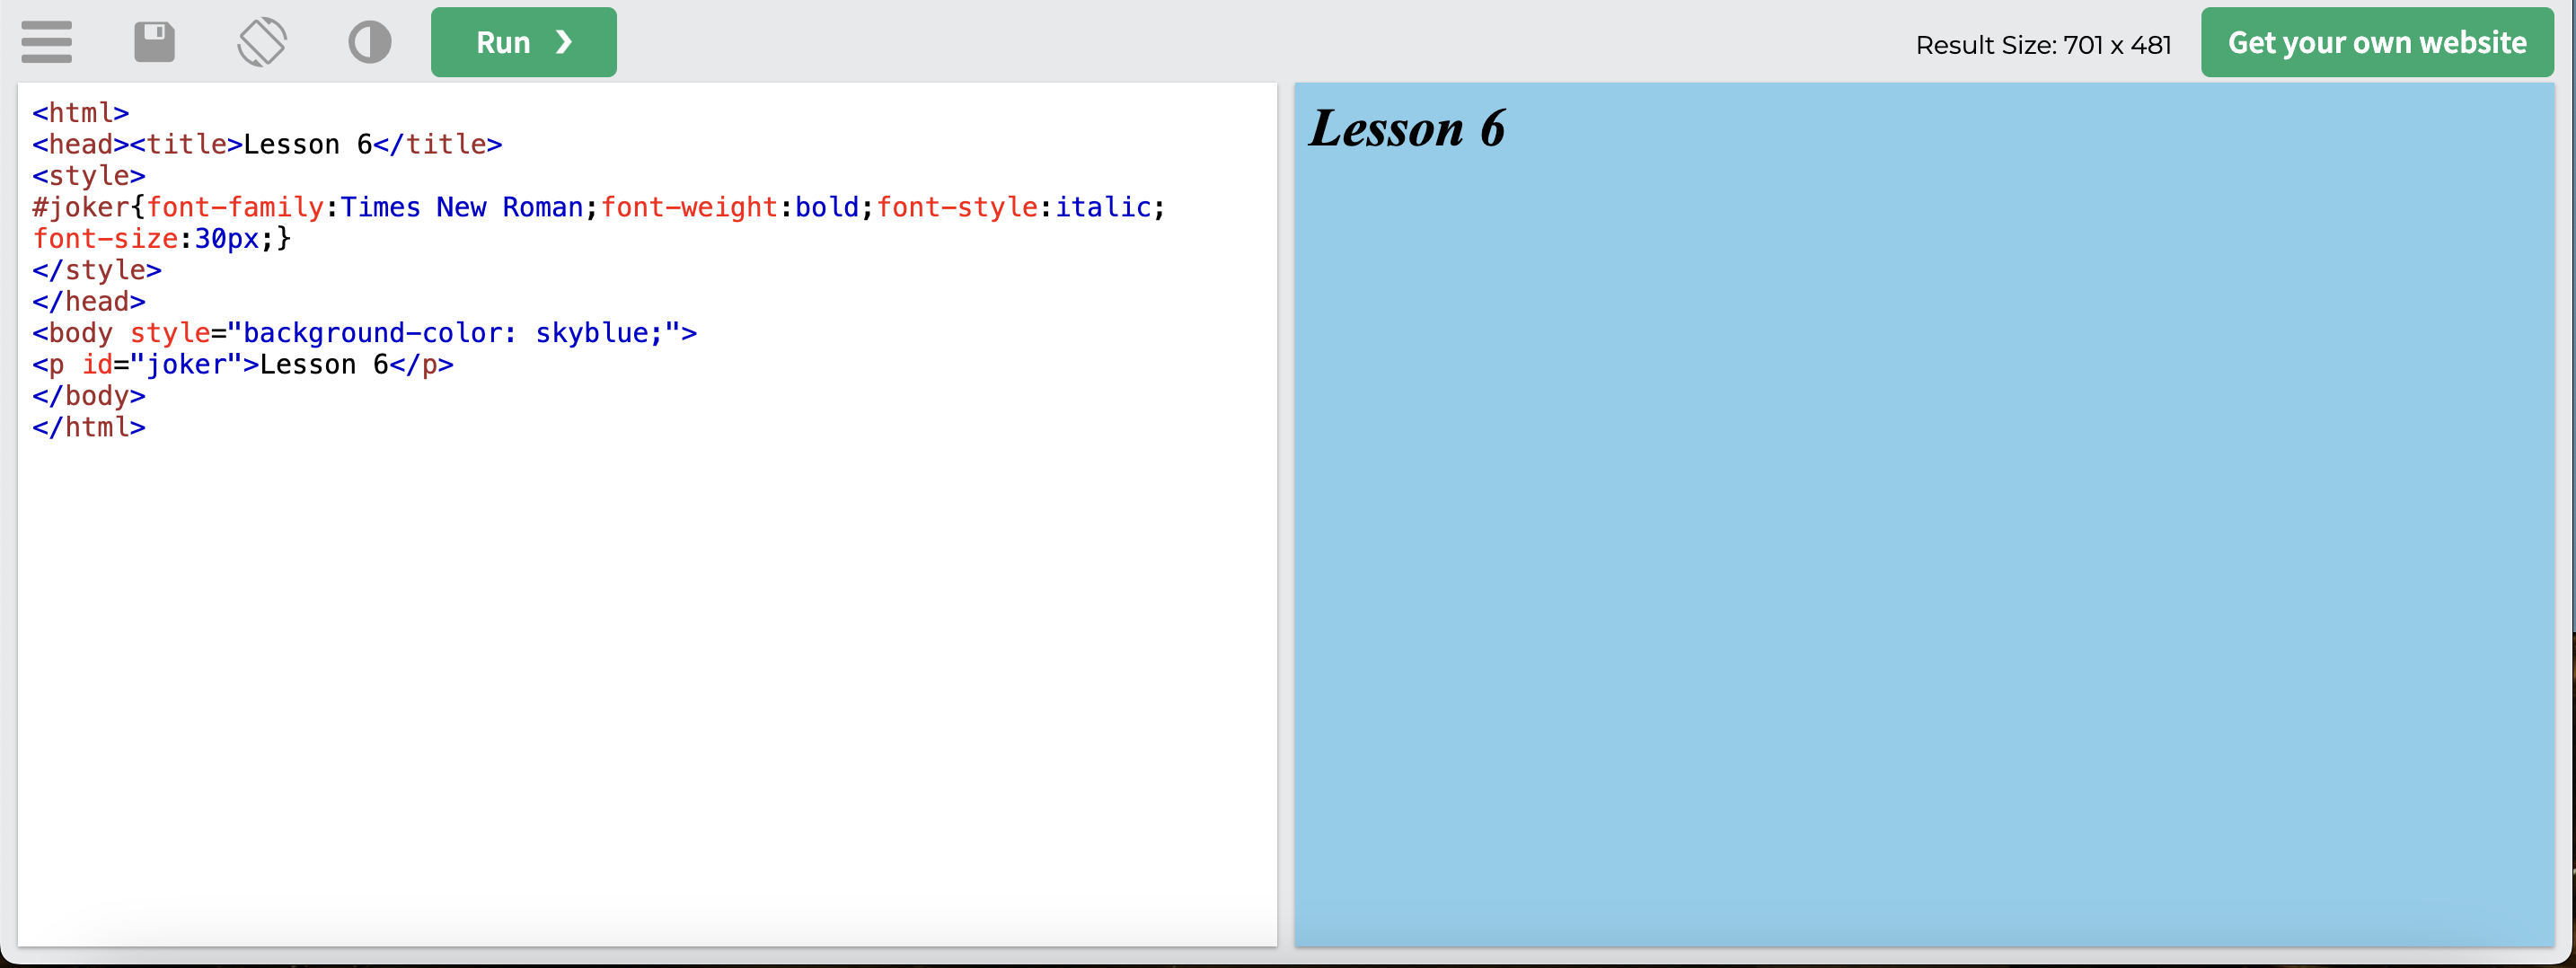 Run ❯
Result Size: 701 x 481
Get your own website
<html>
<head><title>Lesson 6</title>
<style>
#joker{font-family:Times New Roman;font-weight:bold;font-style:italic;
font-size:30px;}
</style>
</head>
<body style="background-color: skyblue;">
<p id="joker">Lesson 6</p>
</body>
</html>
Lesson 6